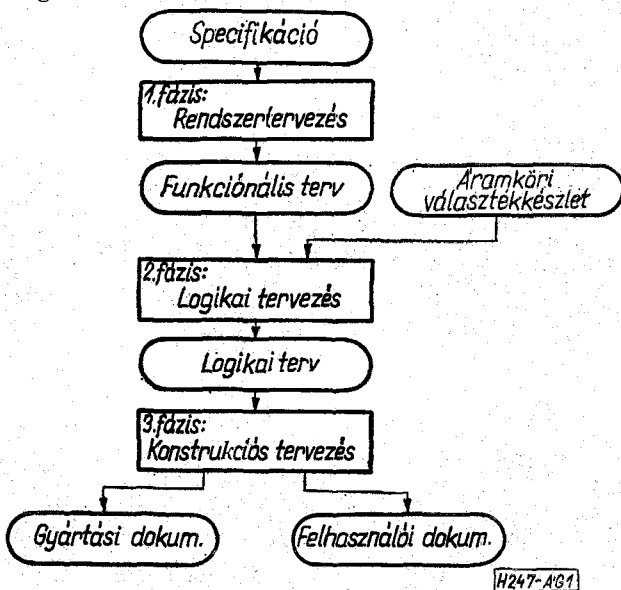 Specifikáció
1.fázis:
Rendszertervezés
Funkciónális terv
Áramköri
választékkészlet
2.fázis:
Logikai tervezés
Logikai terv
3.fázis:
Konstrukciós tervezés
Gyártási dokum.
Felhasználói dokum.
H247-AG1